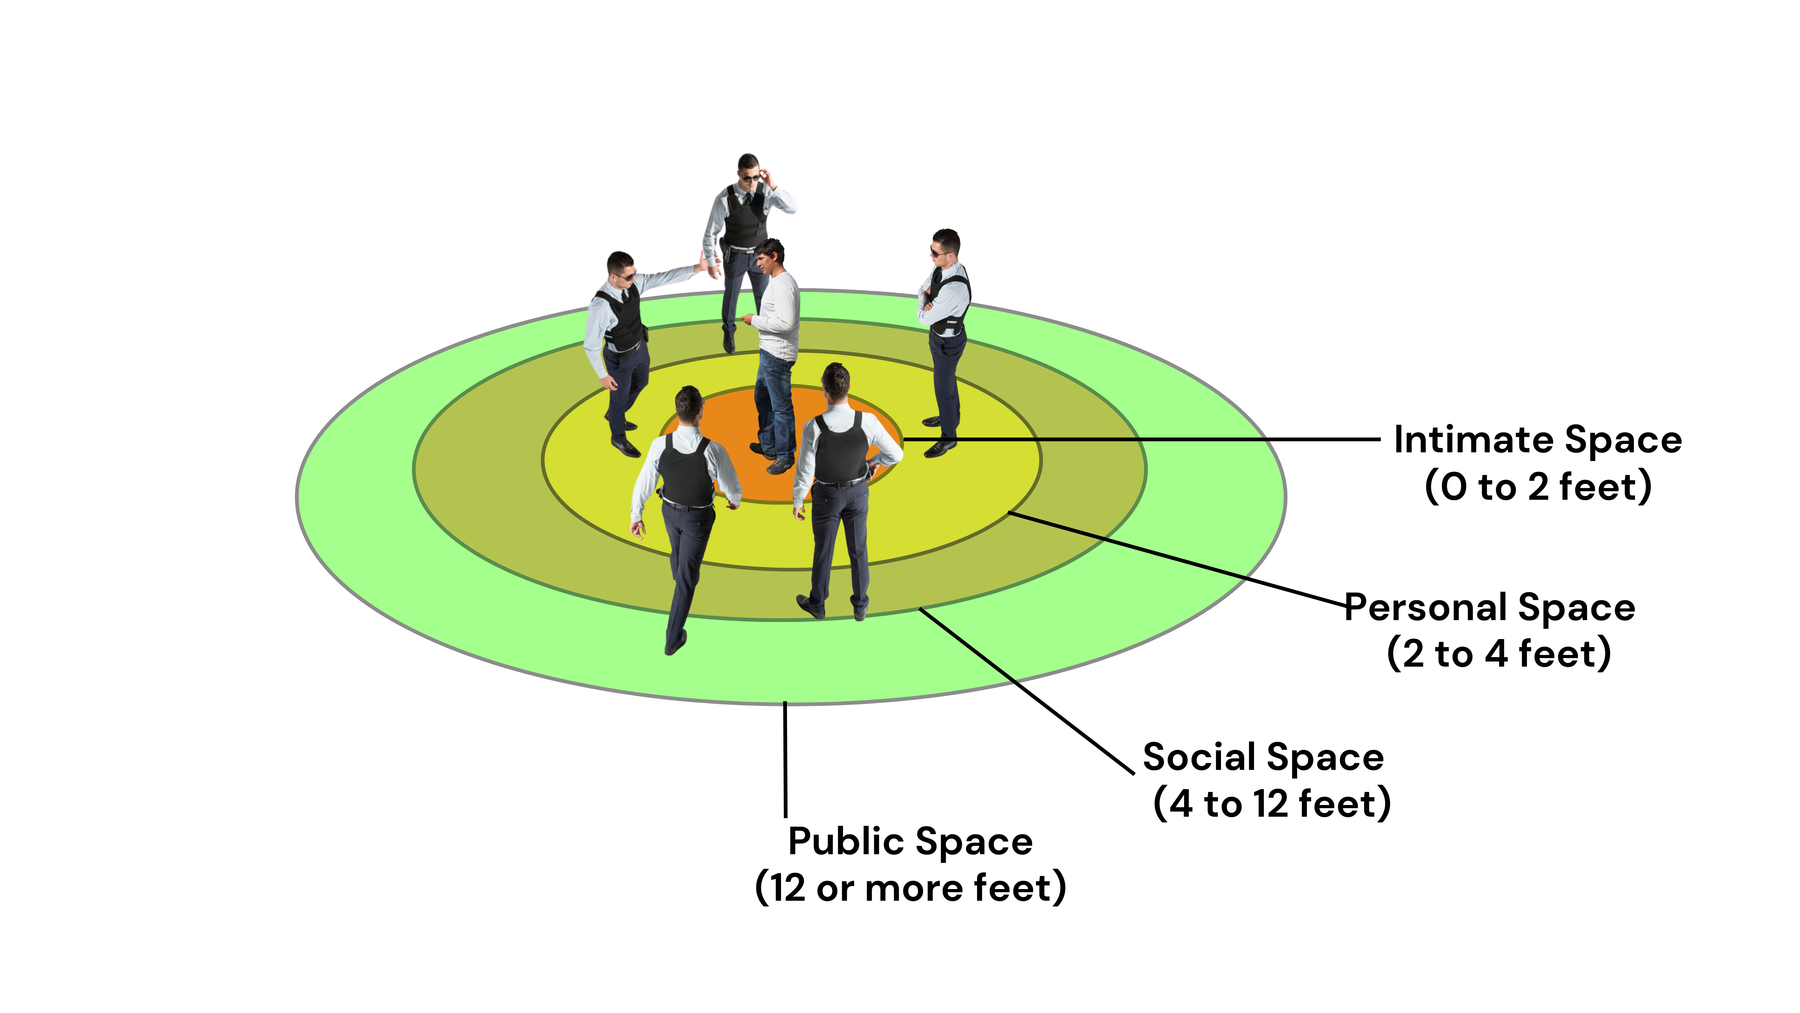 Intimate Space
(0 to 2 feet)
Personal Space
(2 to 4 feet)
Social Space
(4 to 12 feet)
Public Space
(12 or more feet)